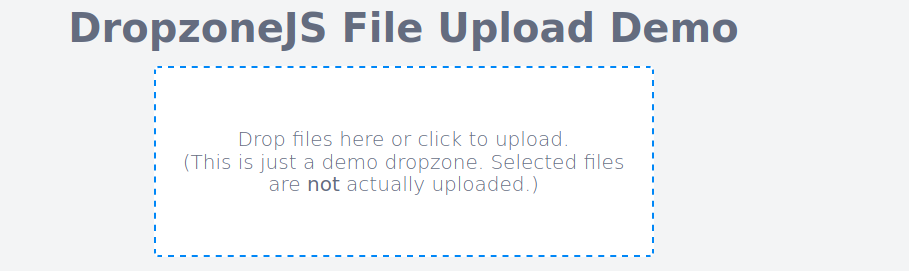 DropzoneJS File Upload Demo
Drop files here or click to upload.
(This is just a demo dropzone. Selected files
are not actually uploaded.)